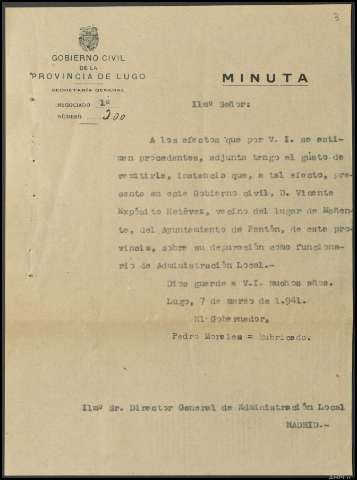 3
GOBIERNO CIVIL
DE LA
PROVINCIA DE LUGO
SECRETARÍA GENERAL
NEGOCIADO 1º
NÚMERO 200
MINUTA
Ilmº Señor:
A los efectos que por V. I. se esti-
men procedentes, adjunta tengo el gusto de
remitirle, instancia que, a tal efecto, pre-
sente en este Gobierno civil, D. Vicente
Expósito Estévez, vecino del lugar de Mañen-
te, del Ayuntamiento de Pantón, de esta pro-
vincia, sobre su depuración como funciona-
rio de Administración Local.-
Dios guarde a V.I. muchos años.
Lugo, 7 de marzo de 1.941.
El Gobernador,
Pedro Morales = Rubricado.
Ilmº Sr. Director General de Administración Local
MADRID.-